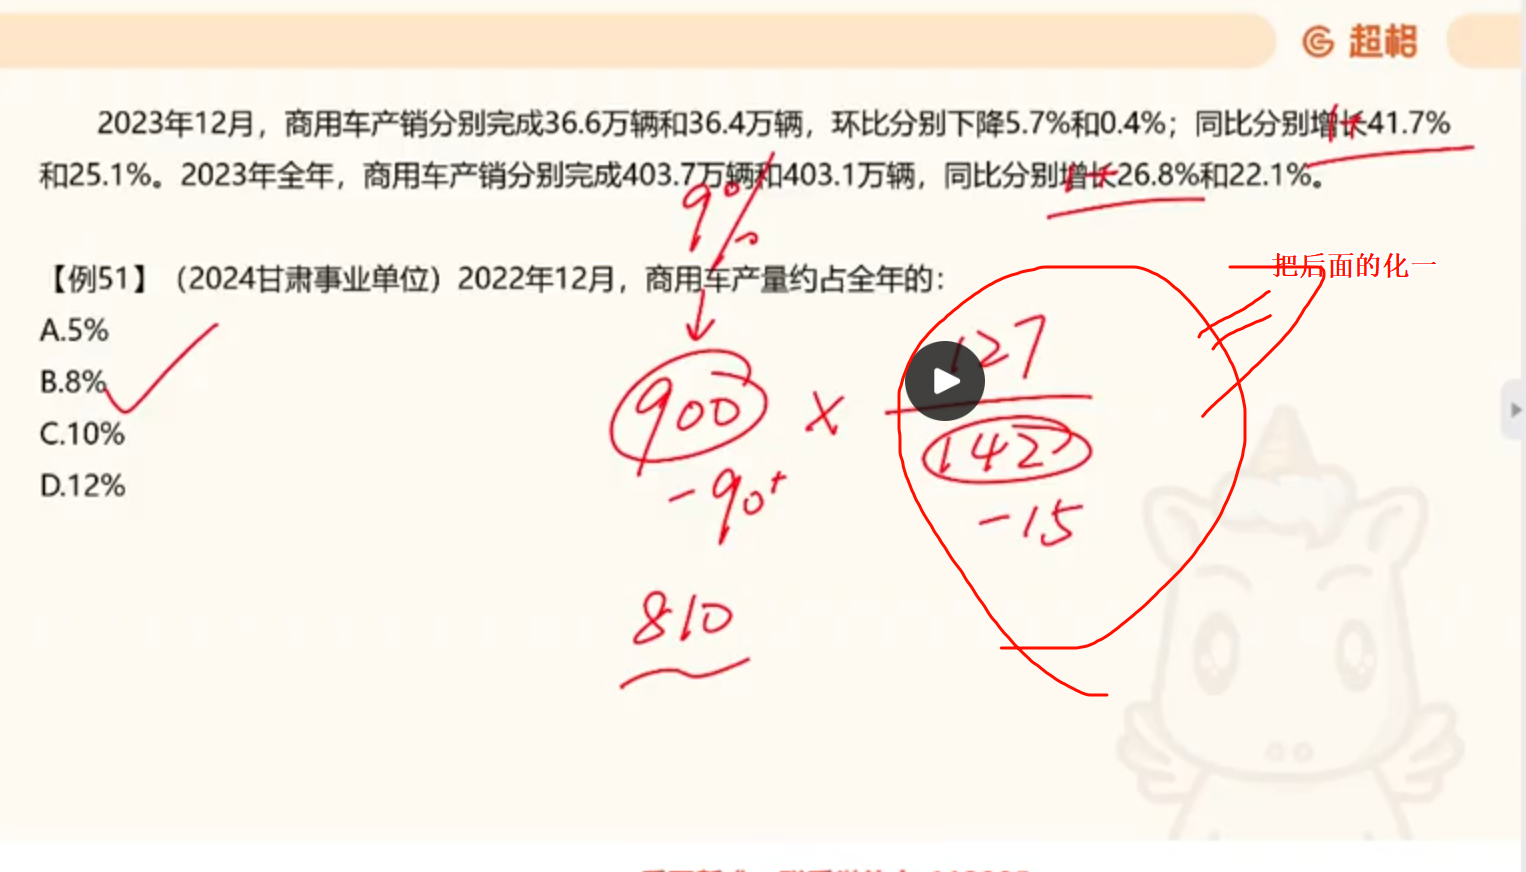 超格
2023年12月，商用车产销分别完成36.6万辆和36.4万辆，环比分别下降5.7%和0.4%；同比分别增长41.7%
和25.1%。2023年全年，商用车产销分别完成403.7万辆和403.1万辆，同比分别增长26.8%和22.1%。
1+
1+
9%
【例51】（2024甘肃事业单位）2022年12月，商用车产量约占全年的：
把后面的化一
A.5%
B.8%
C.10%
D.12%
900 × 127
142
-90+
-15
810